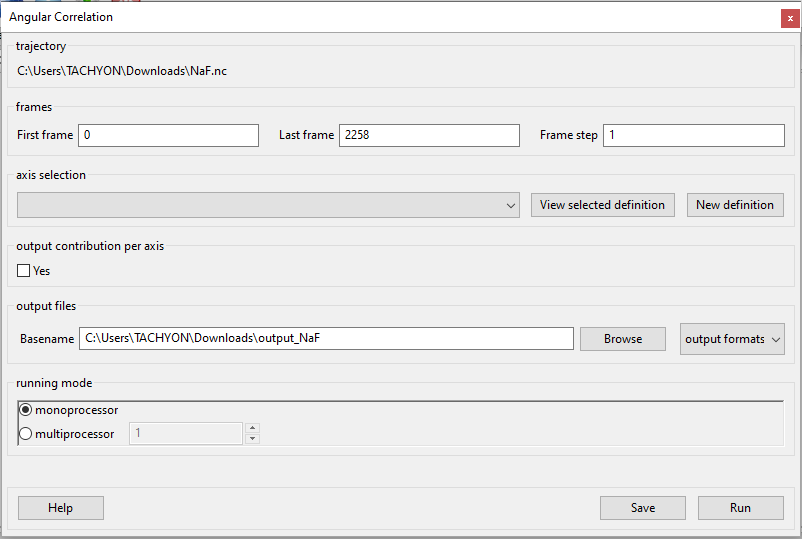 Angular Correlation
trajectory
C:\Users\TACHYON\Downloads\NaF.nc
frames
First frame 0 Last frame 2258 Frame step 1
axis selection
View selected definition New definition
output contribution per axis
Yes
output files
Basename C:\Users\TACHYON\Downloads\output_NaF Browse output formats
running mode
monoprocessor
multiprocessor 1
Help Save Run